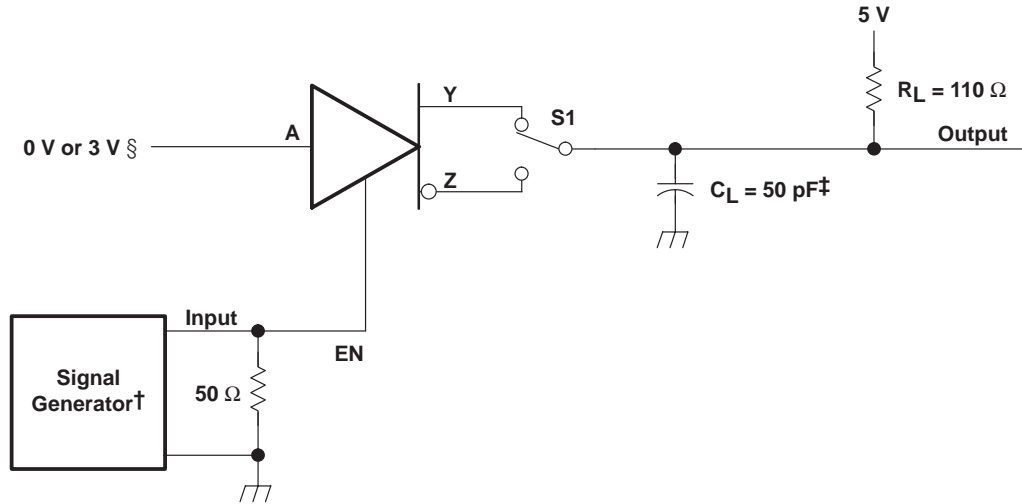 5 V
R_L = 110 Ω
Output
Y
S1
A
0 V or 3 V §
Z
C_L = 50 pF‡
Input
EN
Signal
Generator†
50 Ω